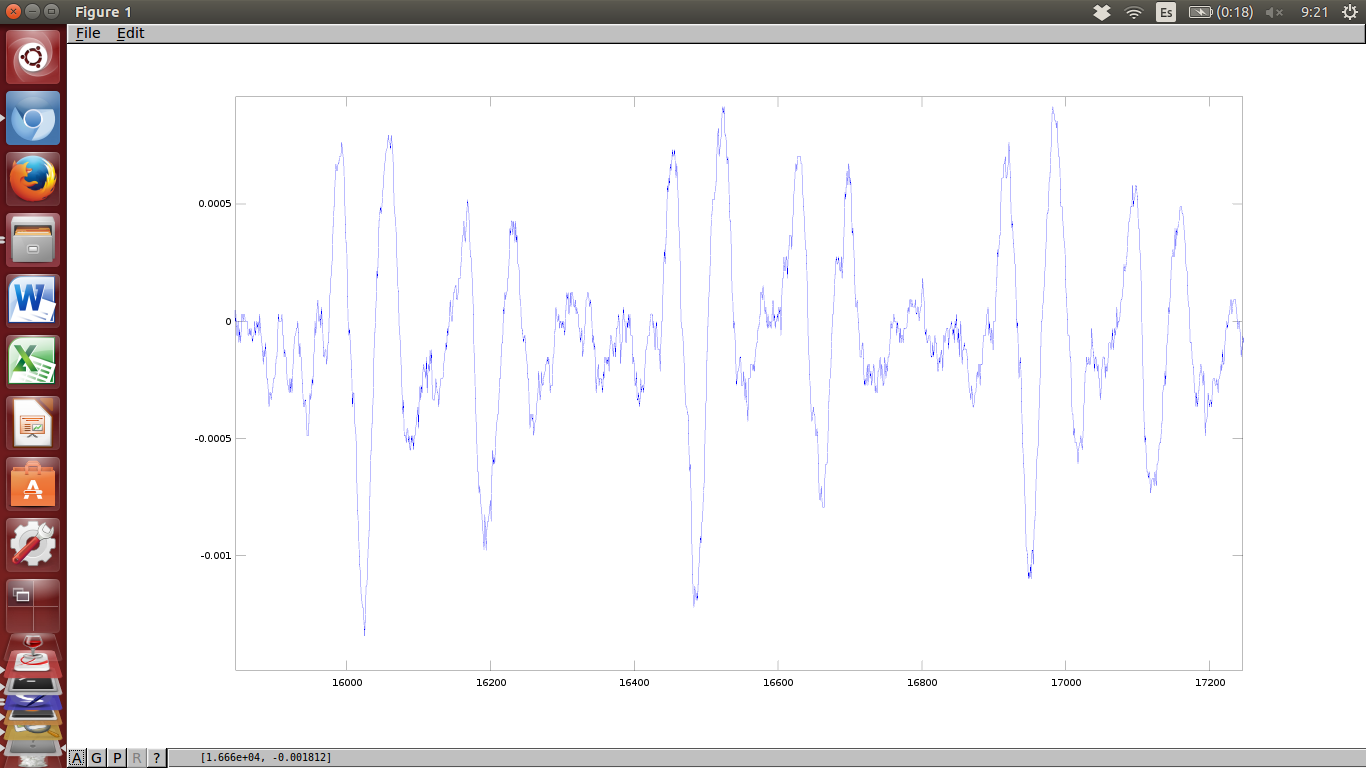 Figure 1
Es
(0:18)
9:21
File Edit
0.0005
0
-0.0005
-0.001
16000 16200 16400 16600 16800 17000 17200
A G P R ? [1.666e+04, -0.001812]